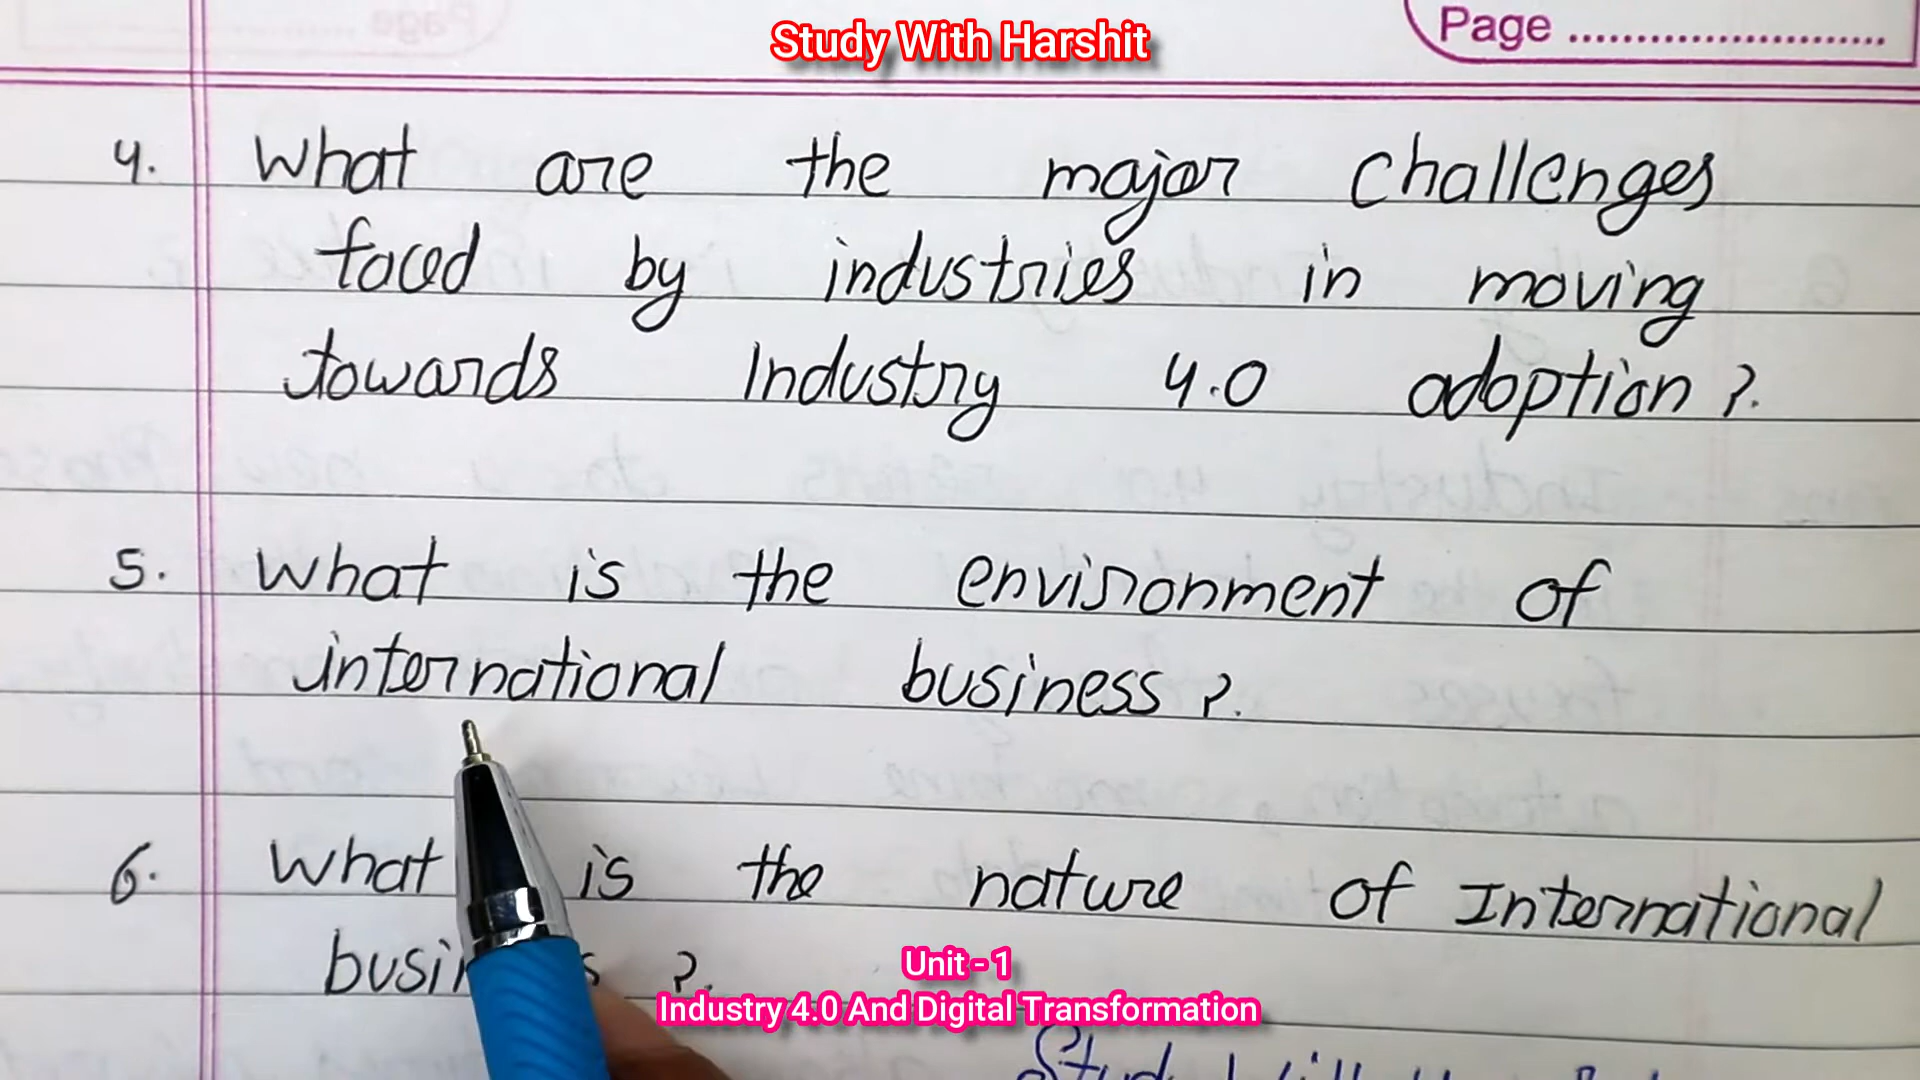 Study With Harshit
Page
4. What are the major challenges
faced by industries in moving
towards Industry 4.0 adoption?
5. What is the environment of
international business?
6. What is the nature of International
?
Unit - 1
Industry 4.0 And Digital Transformation